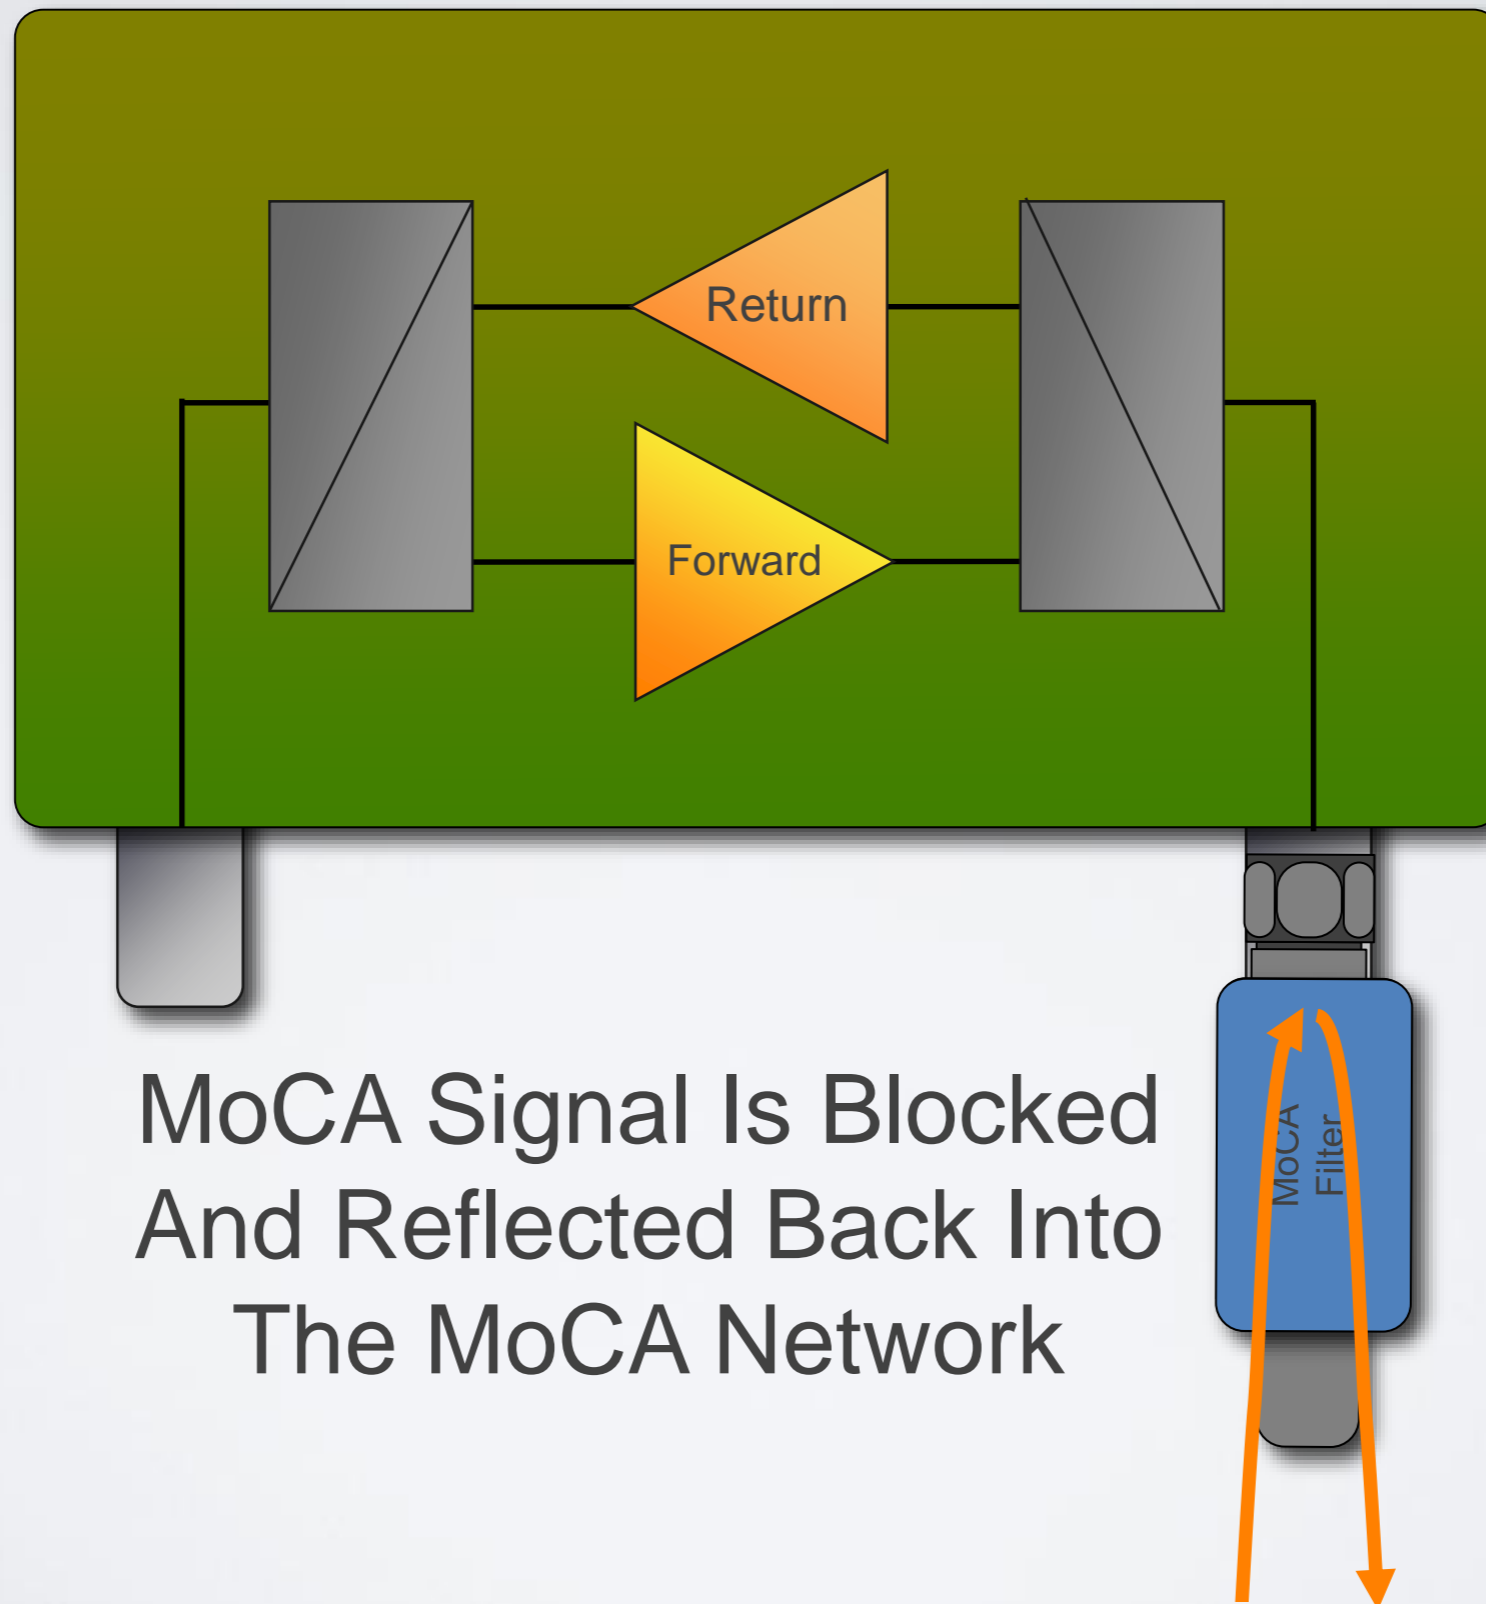 Return
Forward
MoCA
Filter
MoCA Signal Is Blocked
And Reflected Back Into
The MoCA Network